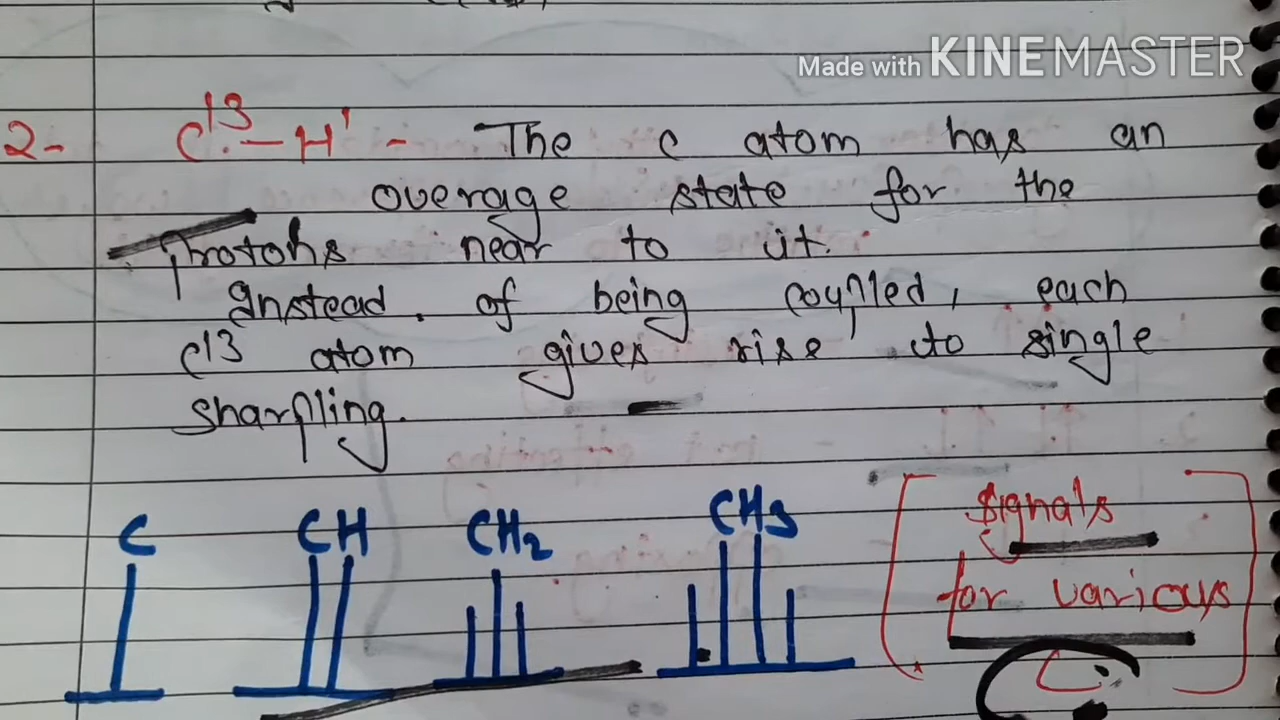 Made with KINEMASTER
2- C¹³-H¹ - The C atom has an
average state for the
Protons near to it.
Instead of being coupled, each
C¹³ atom gives rise to single
sharpling.
C CH CH₂ CH₃
[Signals
for various
C]